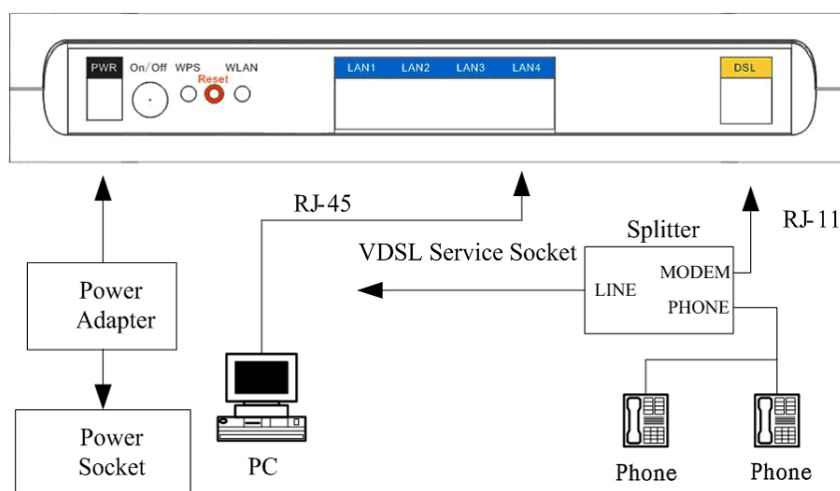 PWR On/Off WPS WLAN
Reset
LAN1 LAN2 LAN3 LAN4
DSL
RJ-45
RJ-11
VDSL Service Socket
Splitter
LINE
MODEM
PHONE
Power
Adapter
Power
Socket
PC
Phone
Phone